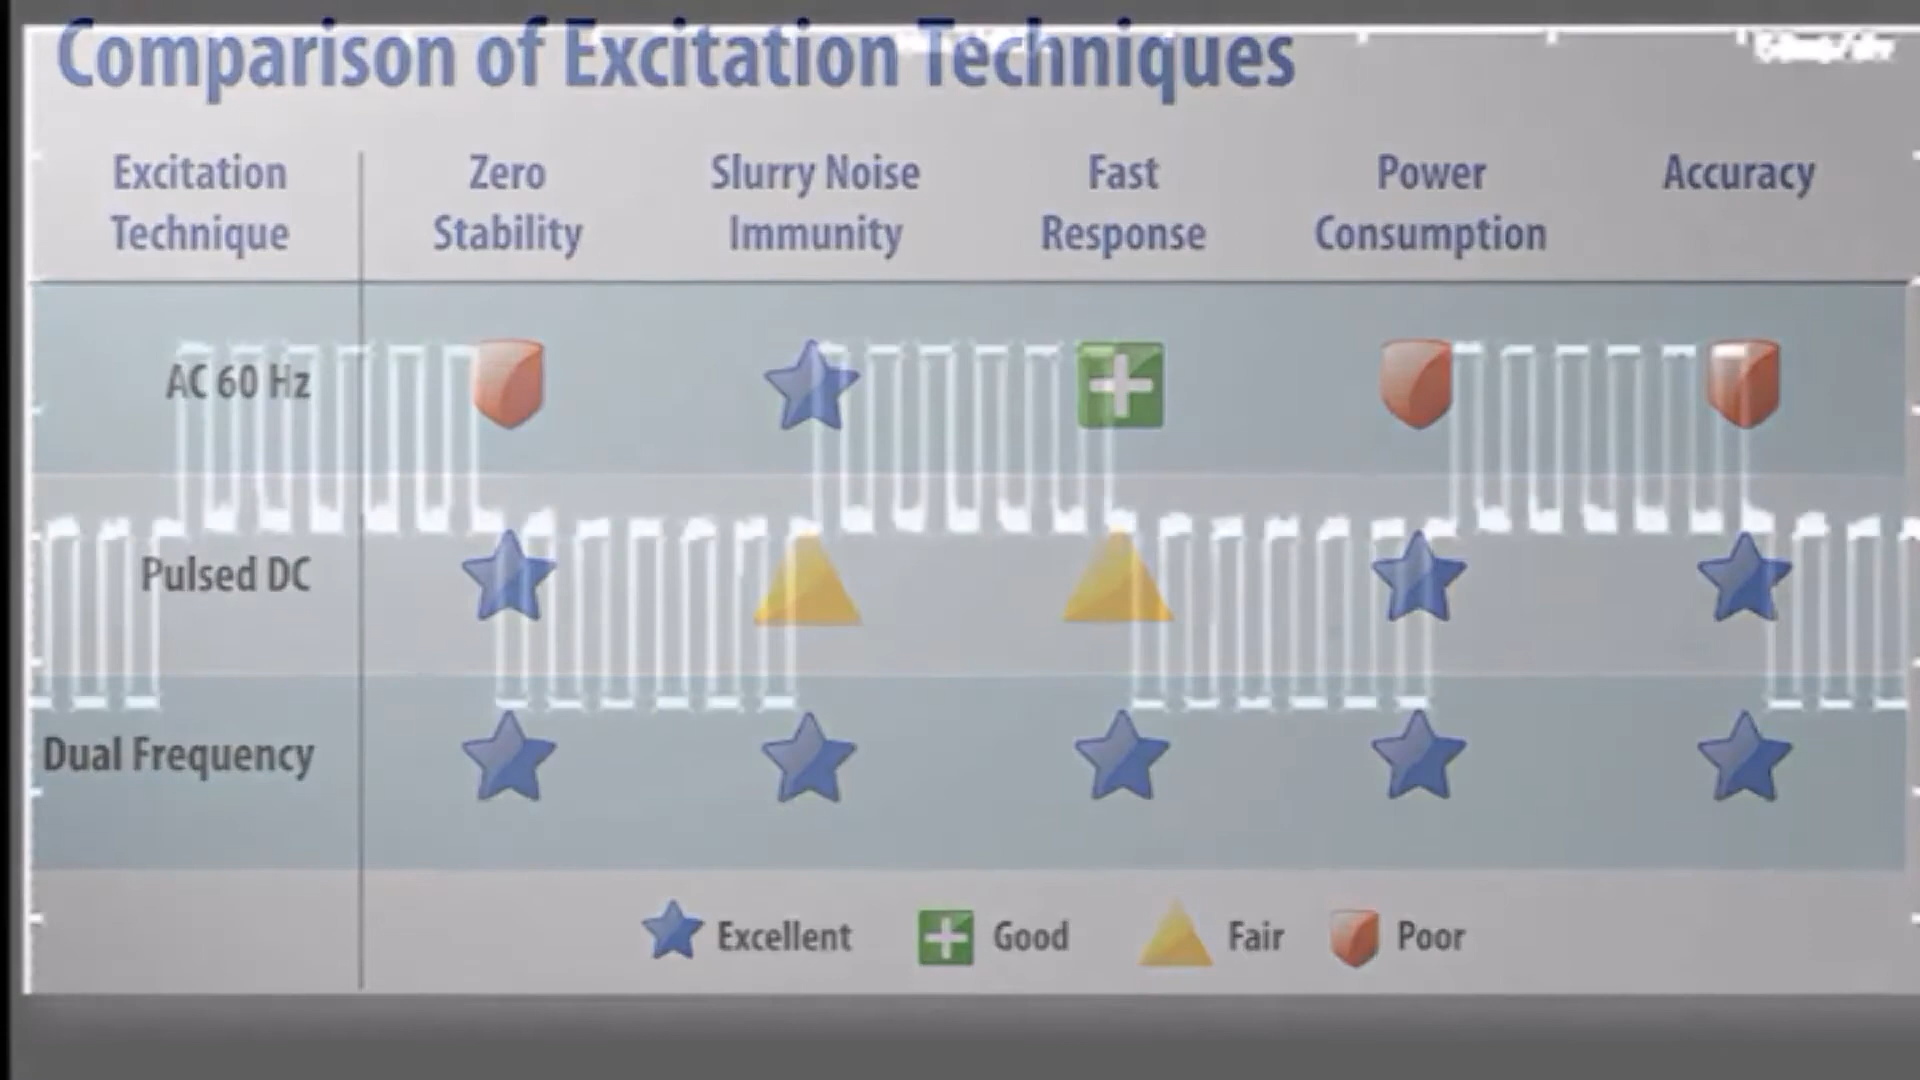 Comparison of Excitation Techniques
Excitation Technique
Zero Stability
Slurry Noise Immunity
Fast Response
Power Consumption
Accuracy
AC 60 Hz
Pulsed DC
Dual Frequency
Excellent
Good
Fair
Poor